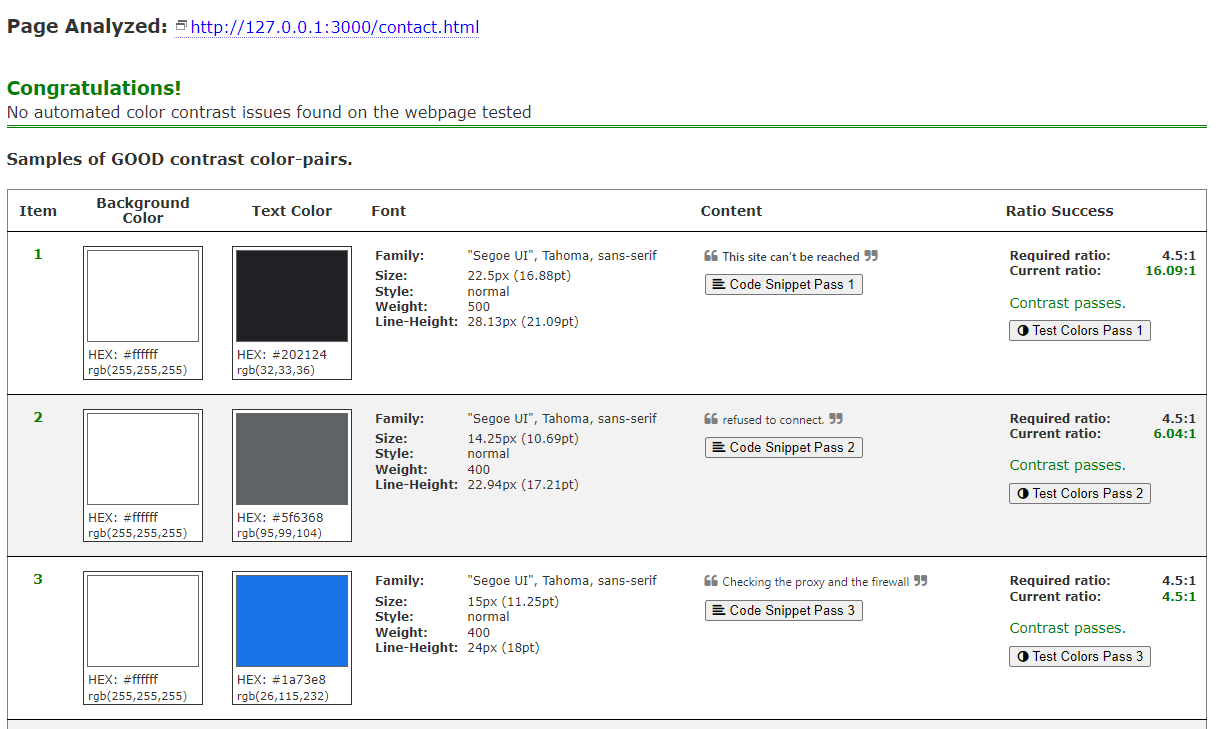 Page Analyzed: http://127.0.0.1:3000/contact.html
Congratulations!
No automated color contrast issues found on the webpage tested
Samples of GOOD contrast color-pairs.
Item Background Color Text Color Font Content Ratio Success
1
HEX: #ffffff
rgb(255,255,255)
HEX: #202124
rgb(32,33,36)
Family: "Segoe UI", Tahoma, sans-serif
Size: 22.5px (16.88pt)
Style: normal
Weight: 500
Line-Height: 28.13px (21.09pt)
❝ This site can't be reached ❞
Code Snippet Pass 1
Required ratio: 4.5:1
Current ratio: 16.09:1
Contrast passes.
Test Colors Pass 1
2
HEX: #ffffff
rgb(255,255,255)
HEX: #5f6368
rgb(95,99,104)
Family: "Segoe UI", Tahoma, sans-serif
Size: 14.25px (10.69pt)
Style: normal
Weight: 400
Line-Height: 22.94px (17.21pt)
❝ refused to connect. ❞
Code Snippet Pass 2
Required ratio: 4.5:1
Current ratio: 6.04:1
Contrast passes.
Test Colors Pass 2
3
HEX: #ffffff
rgb(255,255,255)
HEX: #1a73e8
rgb(26,115,232)
Family: "Segoe UI", Tahoma, sans-serif
Size: 15px (11.25pt)
Style: normal
Weight: 400
Line-Height: 24px (18pt)
❝ Checking the proxy and the firewall ❞
Code Snippet Pass 3
Required ratio: 4.5:1
Current ratio: 4.5:1
Contrast passes.
Test Colors Pass 3